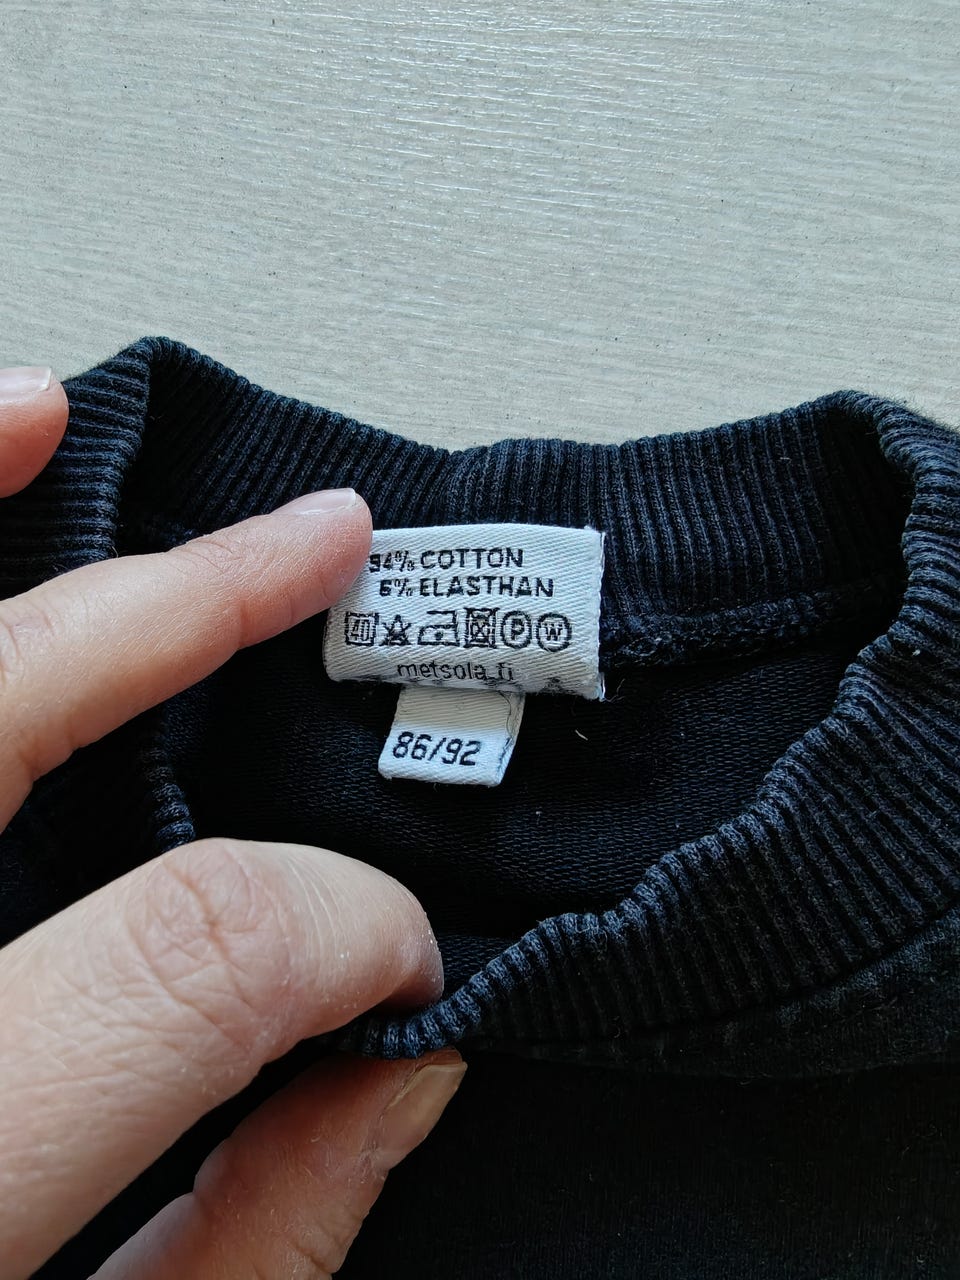 94% COTTON
6% ELASTHAN
40 P W
metsola.fi
86/92